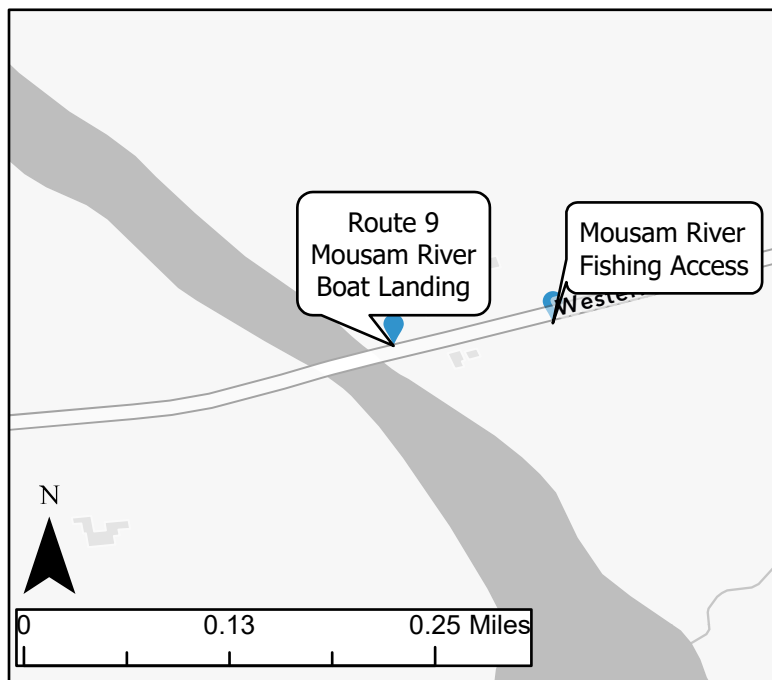 Route 9
Mousam River
Boat Landing
Mousam River
Fishing Access
N
0 0.13 0.25 Miles